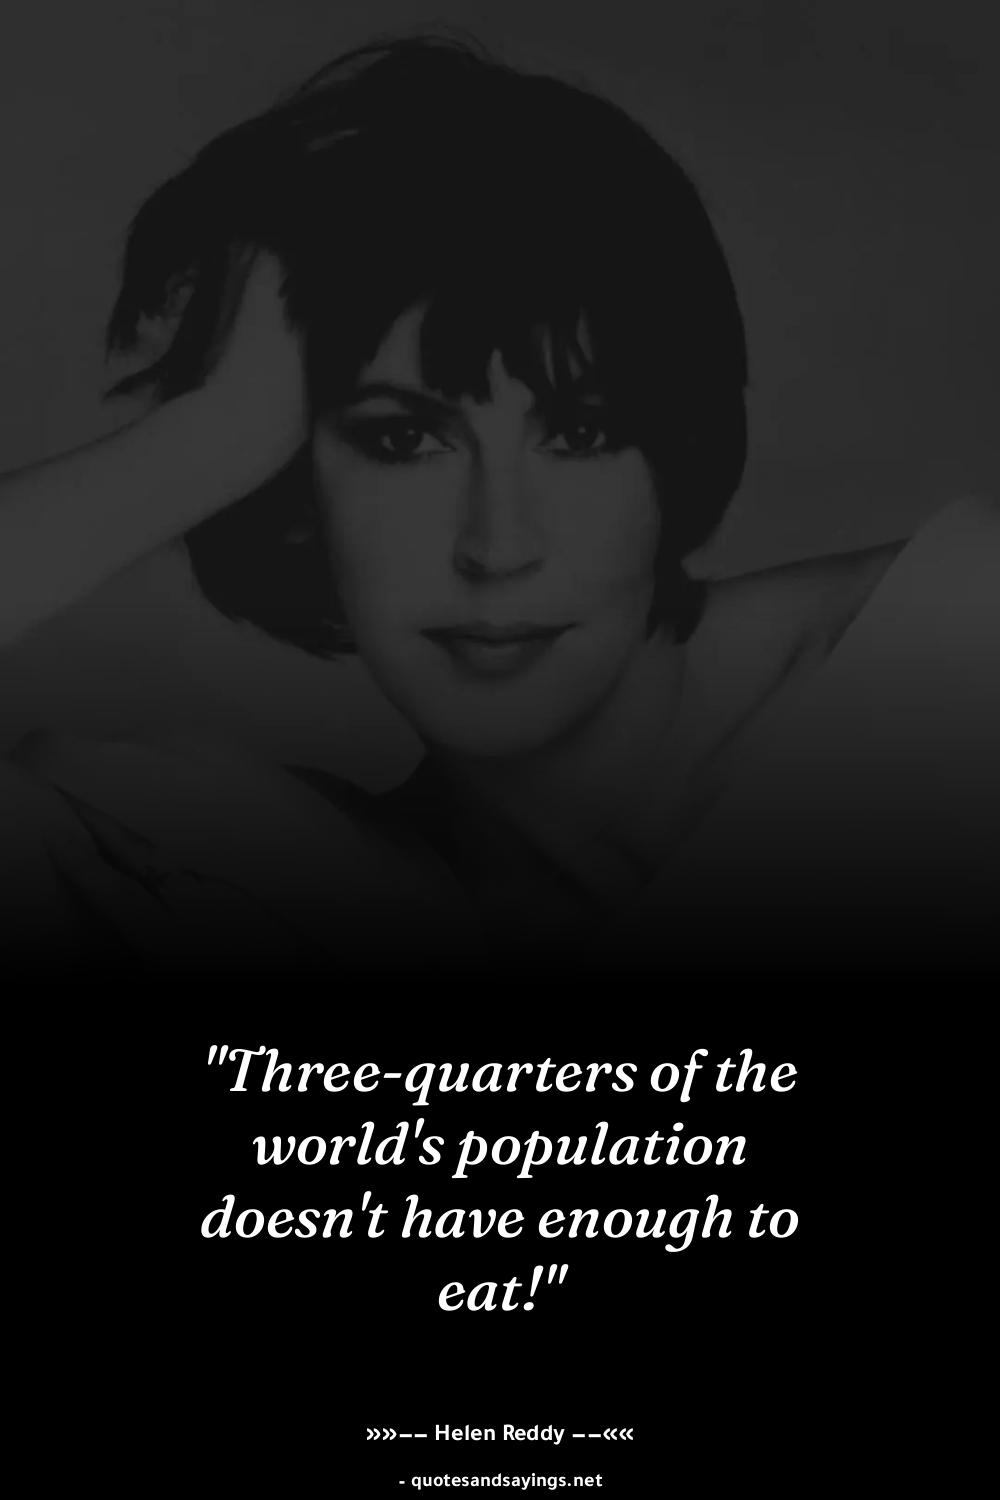 "Three-quarters of the
world's population
doesn't have enough to
eat!"
»»−− Helen Reddy −−««
- quotesandsayings.net